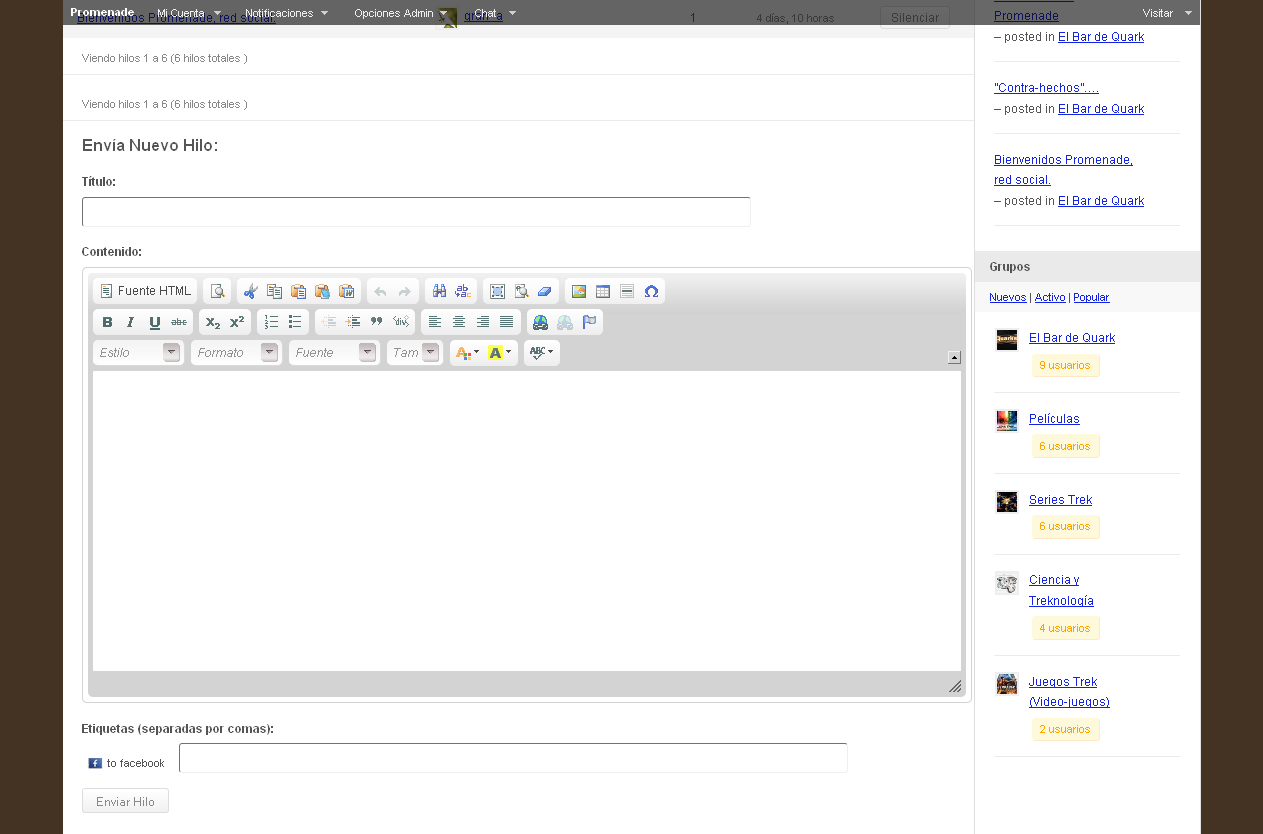 Promenade Mi Cuenta Notificaciones Opciones Admin Chat Visitar
Bienvenidos Promenade, red social. 1 4 días, 10 horas Silenciar
Viendo hilos 1 a 6 (6 hilos totales )
Viendo hilos 1 a 6 (6 hilos totales )
Envía Nuevo Hilo:
Título:
Contenido:
Fuente HTML
B I U abc X₂ X²
Estilo Formato Fuente Tam A A ABC
Etiquetas (separadas por comas):
to facebook
Enviar Hilo
Promenade
– posted in El Bar de Quark
"Contra-hechos"....
– posted in El Bar de Quark
Bienvenidos Promenade,
red social.
– posted in El Bar de Quark
Grupos
Nuevos | Activo | Popular
El Bar de Quark
9 usuarios
Películas
6 usuarios
Series Trek
6 usuarios
Ciencia y
Treknología
4 usuarios
Juegos Trek
(Video-juegos)
2 usuarios